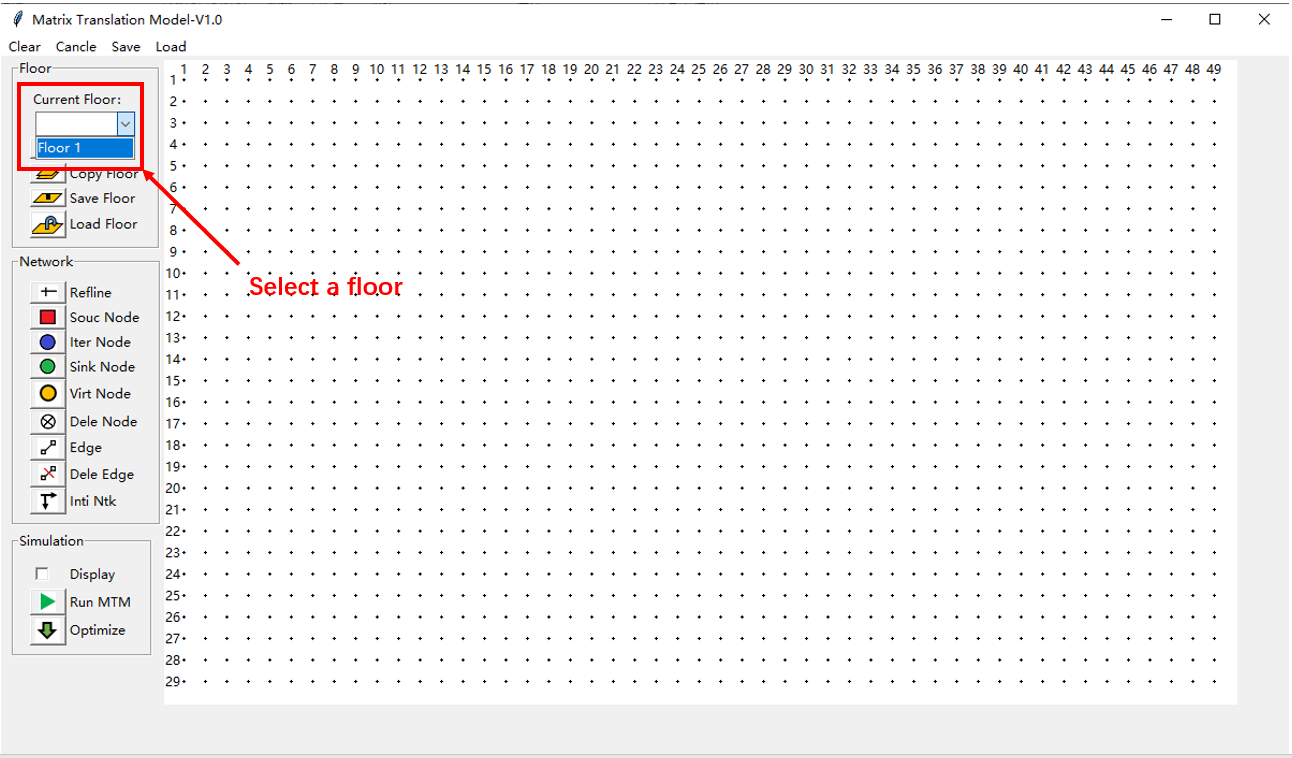 Matrix Translation Model-V1.0
Clear Cancle Save Load
Floor
Current Floor:
Floor 1
Copy Floor
Save Floor
Load Floor
Network
Refline
Souc Node
Iter Node
Sink Node
Virt Node
Dele Node
Edge
Dele Edge
Inti Ntk
Simulation
Display
Run MTM
Optimize
1 2 3 4 5 6 7 8 9 10 11 12 13 14 15 16 17 18 19 20 21 22 23 24 25 26 27 28 29 30 31 32 33 34 35 36 37 38 39 40 41 42 43 44 45 46 47 48 49
1
2
3
4
5
6
7
8
9
10
11
12
13
14
15
16
17
18
19
20
21
22
23
24
25
26
27
28
29
Select a floor